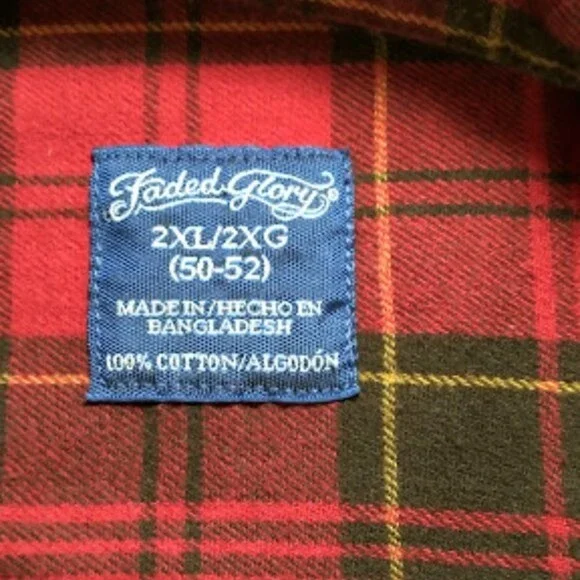 Faded Glory®
2XL/2XG
(50-52)
MADE IN/HECHO EN
BANGLADESH
100% COTTON/ALGODÓN